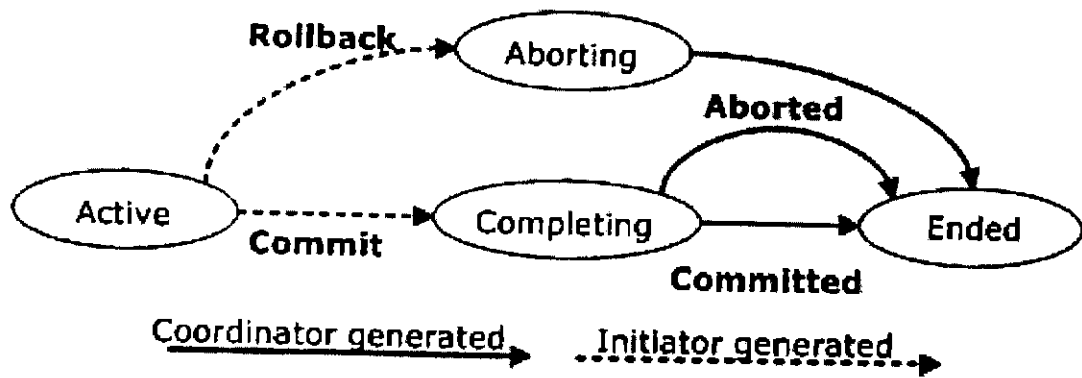 Rollback
Aborting
Aborted
Active
Completing
Ended
Commit
Committed
Coordinator generated
Initiator generated